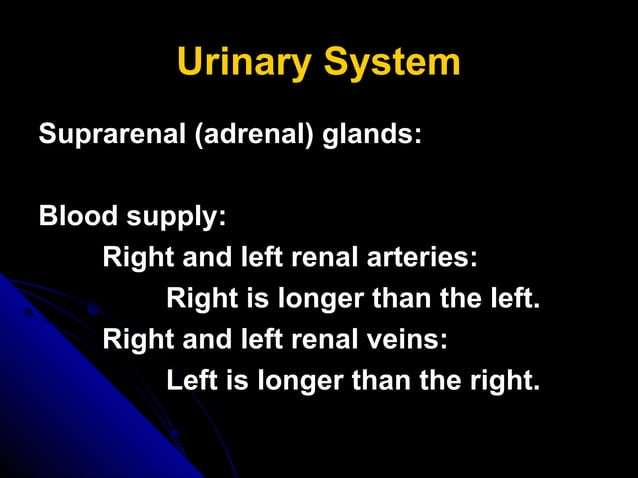 Urinary System
Suprarenal (adrenal) glands:
Blood supply:
Right and left renal arteries:
Right is longer than the left.
Right and left renal veins:
Left is longer than the right.